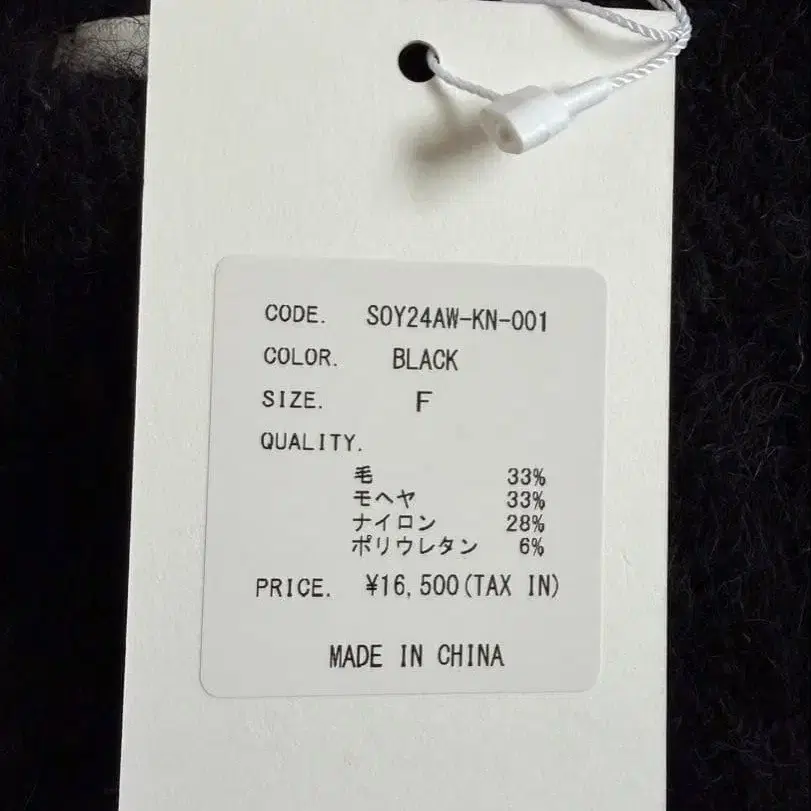 CODE. SOY24AW-KN-001
COLOR. BLACK
SIZE. F
QUALITY.
毛 33%
モヘヤ 33%
ナイロン 28%
ポリウレタン 6%
PRICE. ¥16,500(TAX IN)
MADE IN CHINA